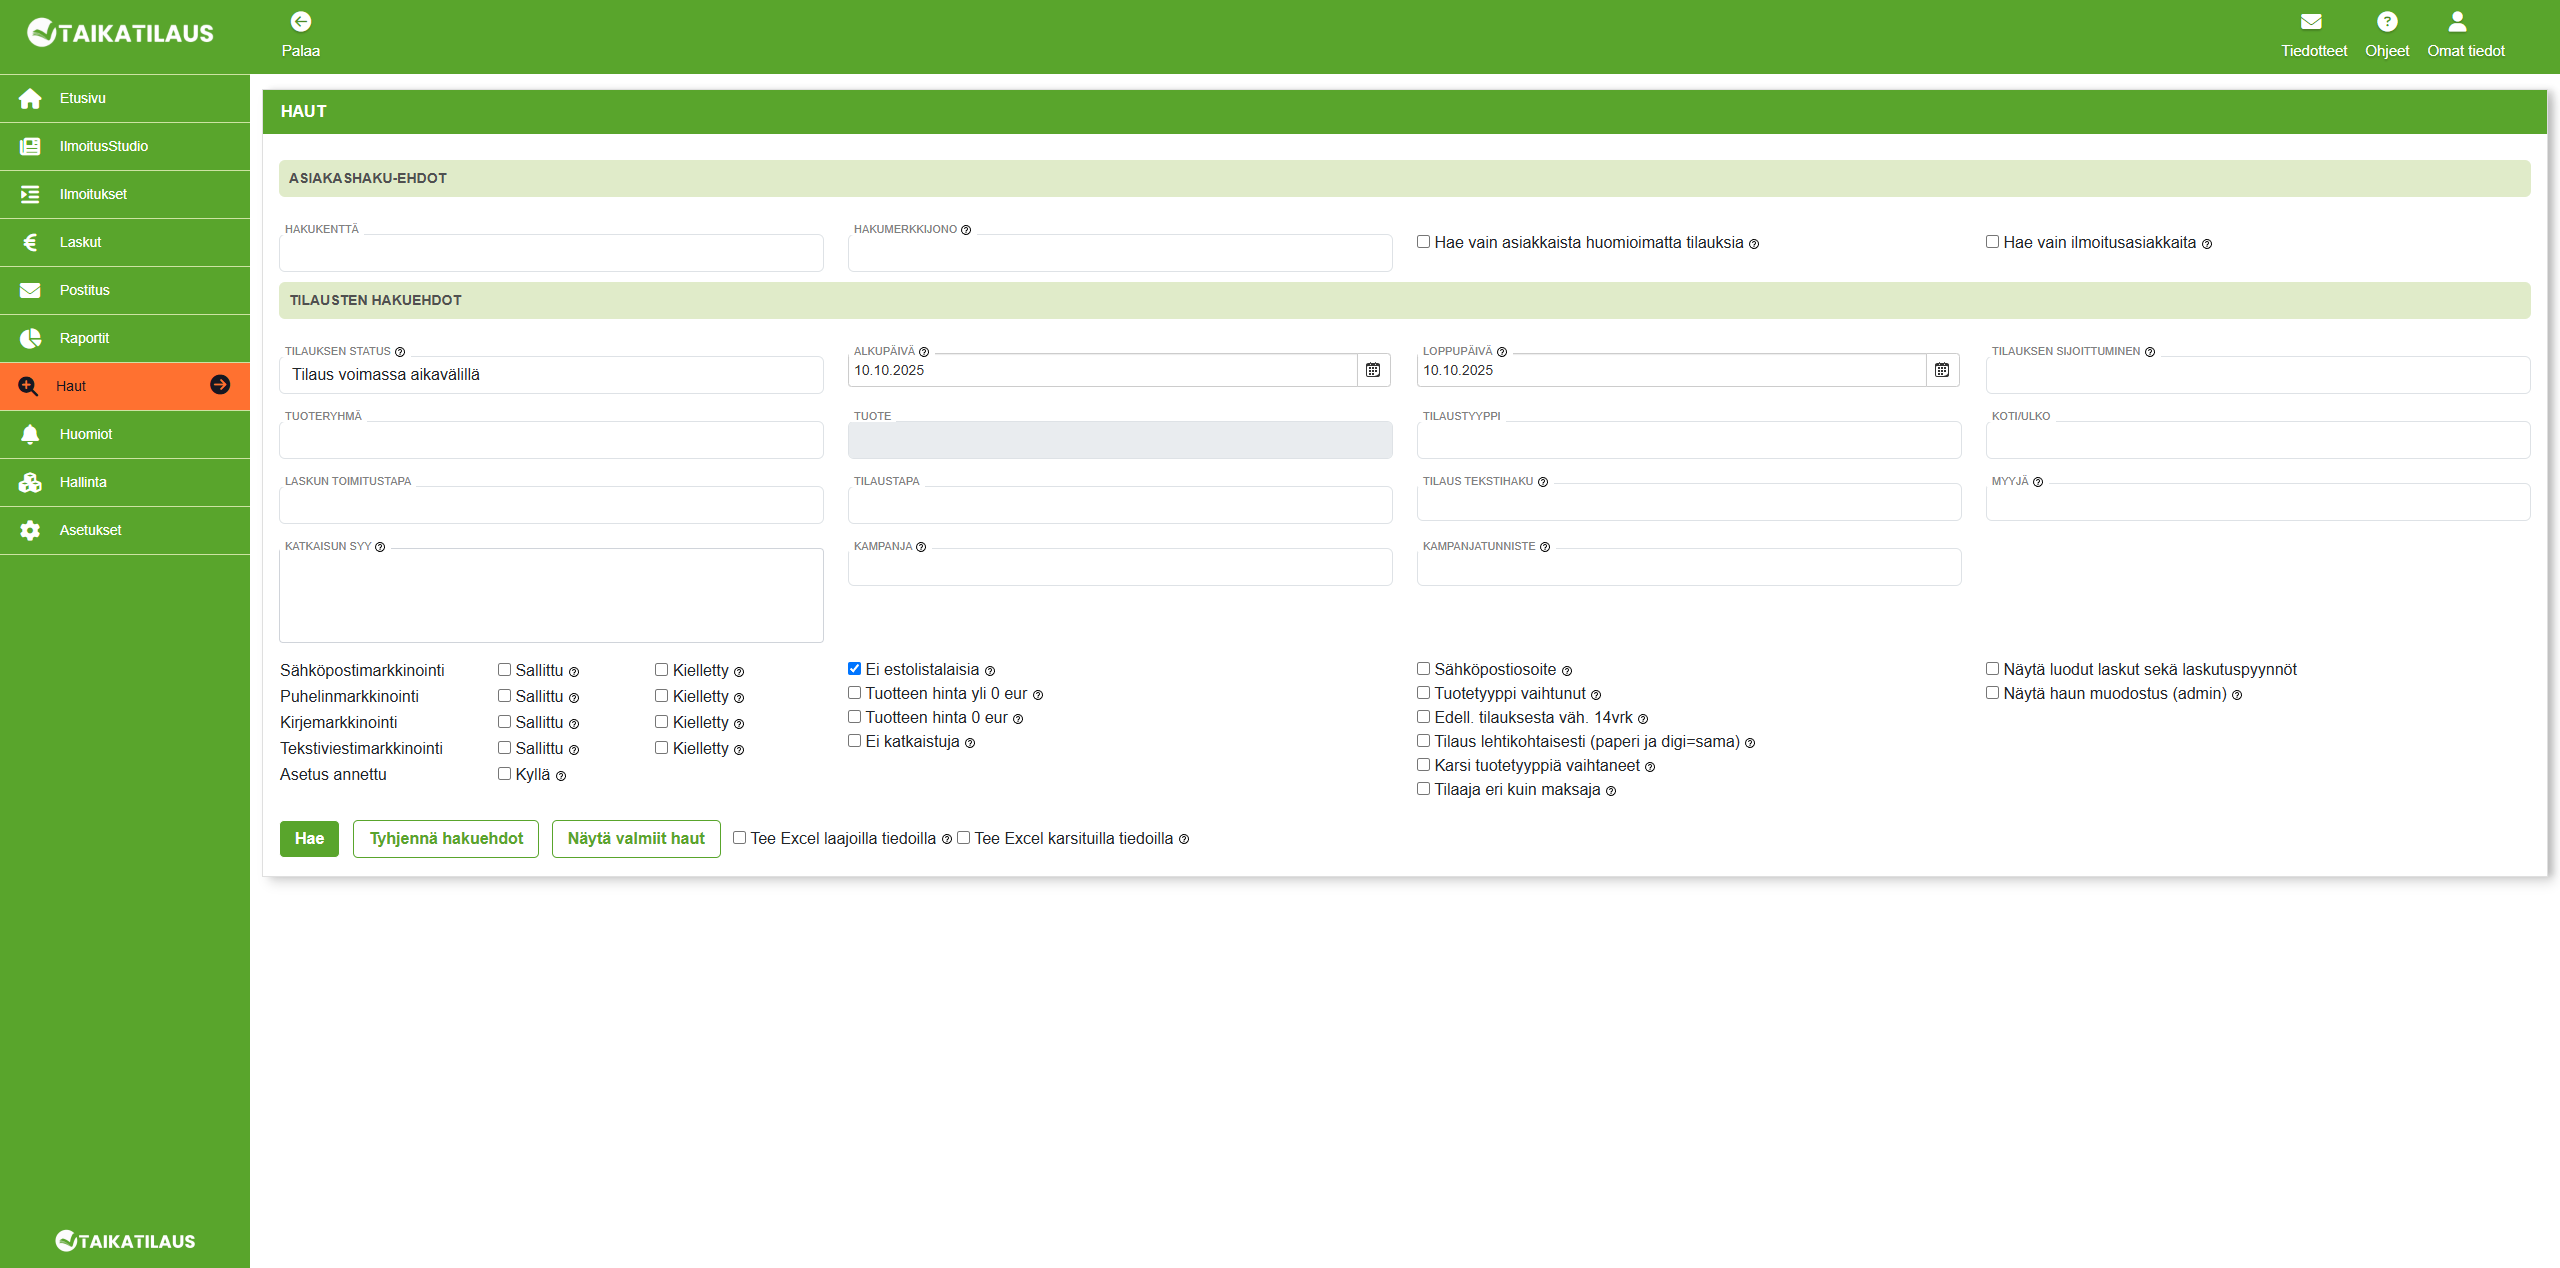 TAIKATILAUS
Palaa
Tiedotteet
Ohjeet
Omat tiedot
Etusivu
IlmoitusStudio
Ilmoitukset
Laskut
Postitus
Raportit
Haut
Huomiot
Hallinta
Asetukset
TAIKATILAUS
HAUT
ASIAKASHAKU-EHDOT
HAKUKENTTÄ
HAKUMERKKIJONO
Hae vain asiakkaista huomioimatta tilauksia
Hae vain ilmoitusasiakkaita
TILAUSTEN HAKUEHDOT
TILAUKSEN STATUS
Tilaus voimassa aikavälillä
ALKUPÄIVÄ
10.10.2025
LOPPUPÄIVÄ
10.10.2025
TILAUKSEN SIJOITTUMINEN
TUOTERYHMÄ
TUOTE
TILAUSTYYPPI
KOTI/ULKO
LASKUN TOIMITUSTAPA
TILAUSTAPA
TILAUS TEKSTIHAKU
MYYJÄ
KATKAISUN SYY
KAMPANJA
KAMPANJATUNNISTE
Sähköpostimarkkinointi Sallittu Kielletty
Puhelinmarkkinointi Sallittu Kielletty
Kirjemarkkinointi Sallittu Kielletty
Tekstiviestimarkkinointi Sallittu Kielletty
Asetus annettu Kyllä
Ei estolistalaisia
Tuotteen hinta yli 0 eur
Tuotteen hinta 0 eur
Ei katkaistuja
Sähköpostiosoite
Tuotetyyppi vaihtunut
Edell. tilauksesta väh. 14vrk
Tilaus lehtikohtaisesti (paperi ja digi=sama)
Karsi tuotetyyppiä vaihtaneet
Tilaaja eri kuin maksaja
Näytä luodut laskut sekä laskutuspyynnöt
Näytä haun muodostus (admin)
Hae
Tyhjennä hakuehdot
Näytä valmiit haut
Tee Excel laajoilla tiedoilla
Tee Excel karsituilla tiedoilla